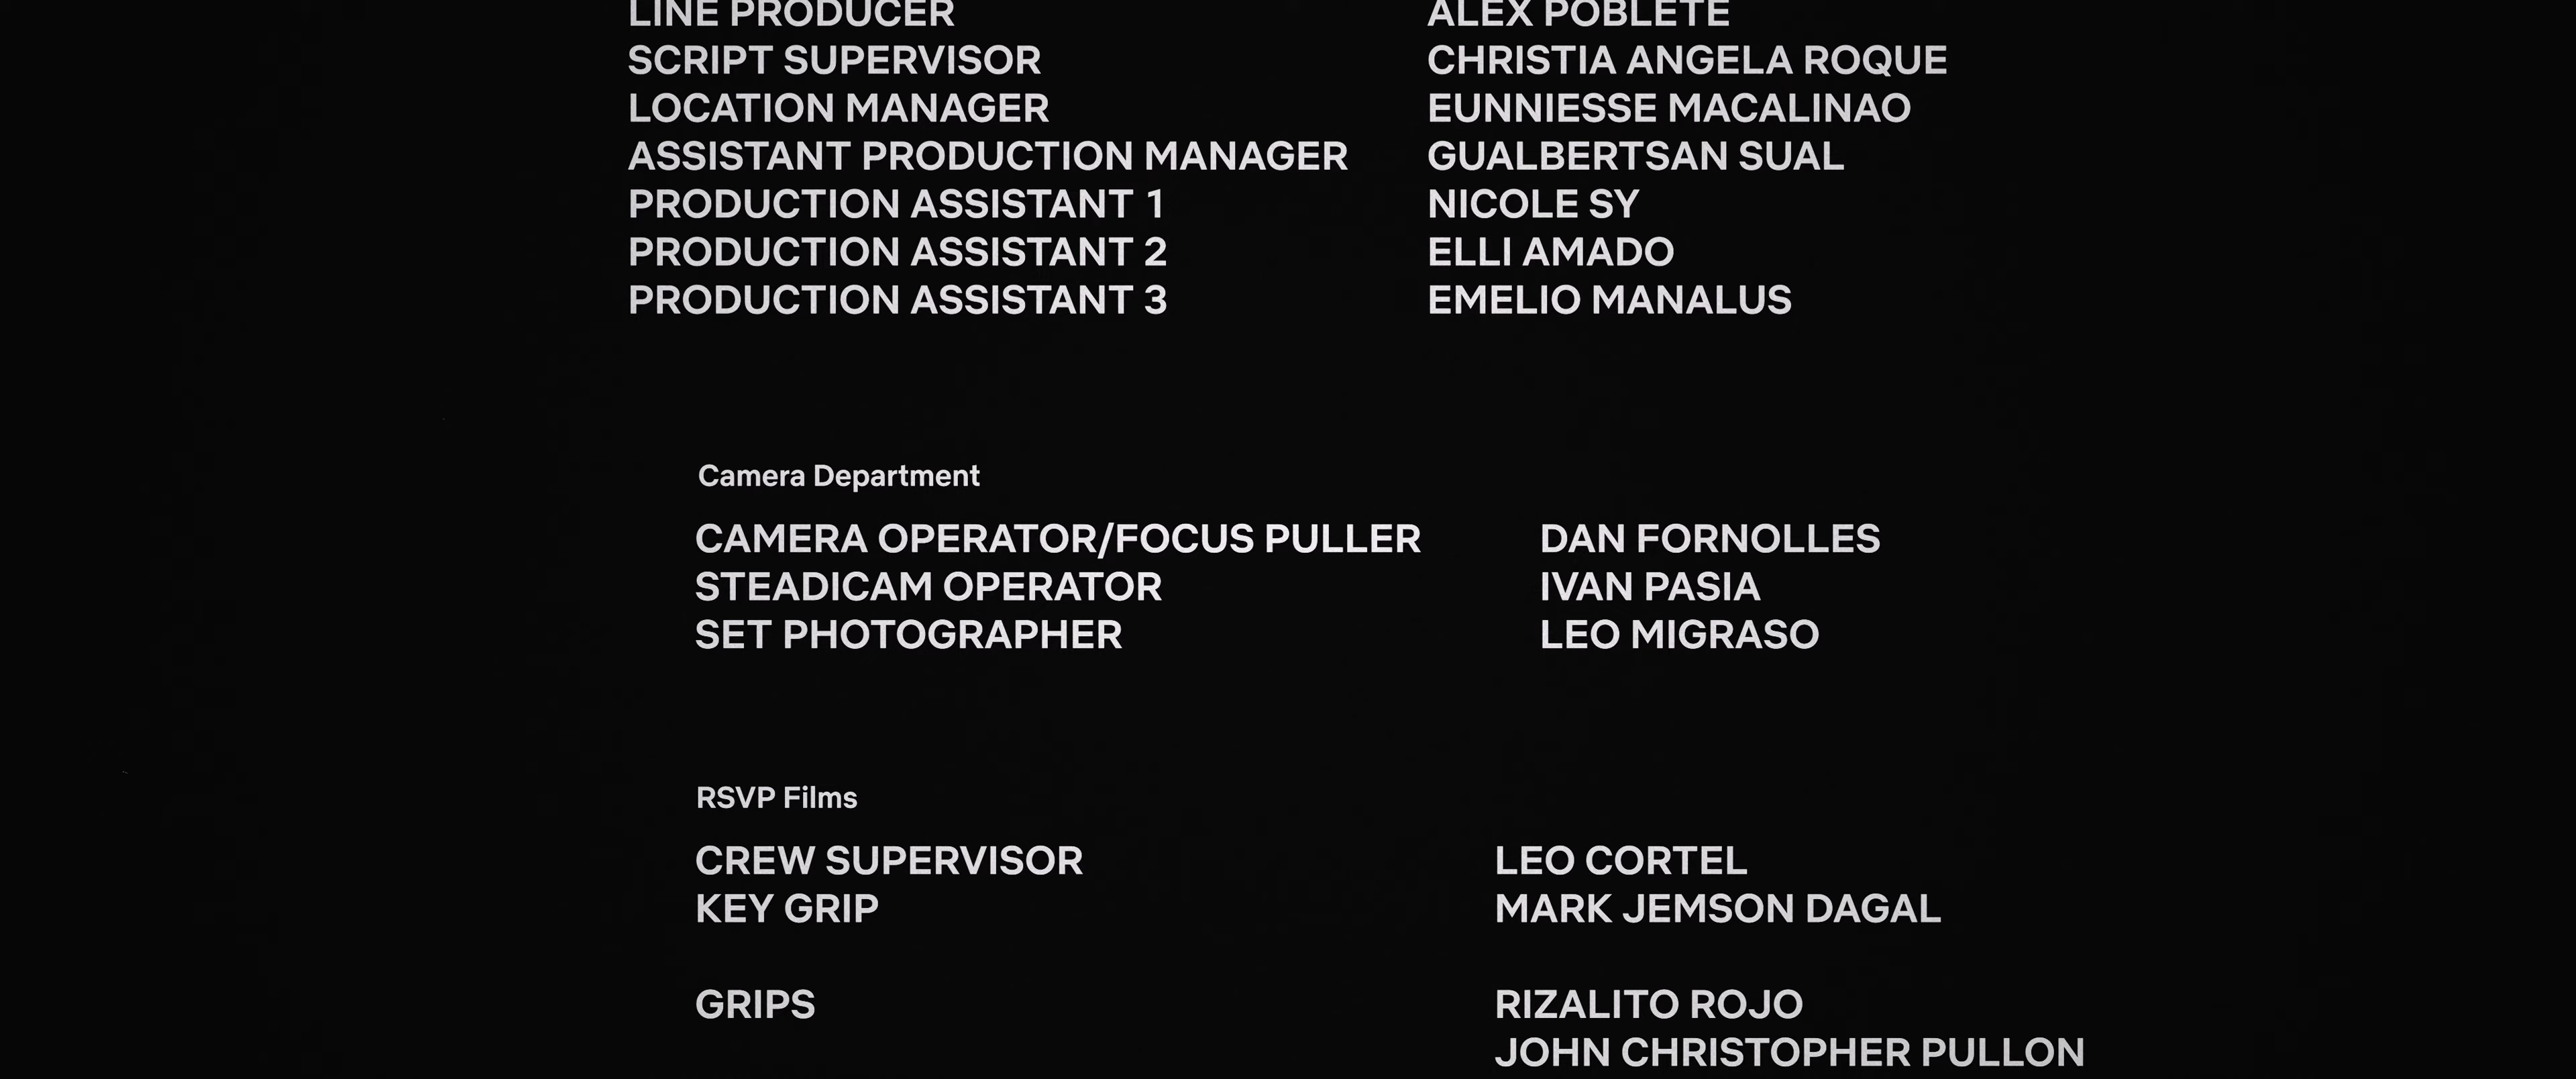 LINE PRODUCER ALEX POBLETE
SCRIPT SUPERVISOR CHRISTIA ANGELA ROQUE
LOCATION MANAGER EUNNIESSE MACALINAO
ASSISTANT PRODUCTION MANAGER GUALBERTSAN SUAL
PRODUCTION ASSISTANT 1 NICOLE SY
PRODUCTION ASSISTANT 2 ELLI AMADO
PRODUCTION ASSISTANT 3 EMELIO MANALUS
Camera Department
CAMERA OPERATOR/FOCUS PULLER DAN FORNOLLES
STEADICAM OPERATOR IVAN PASIA
SET PHOTOGRAPHER LEO MIGRASO
RSVP Films
CREW SUPERVISOR LEO CORTEL
KEY GRIP MARK JEMSON DAGAL
GRIPS RIZALITO ROJO
JOHN CHRISTOPHER PULLON